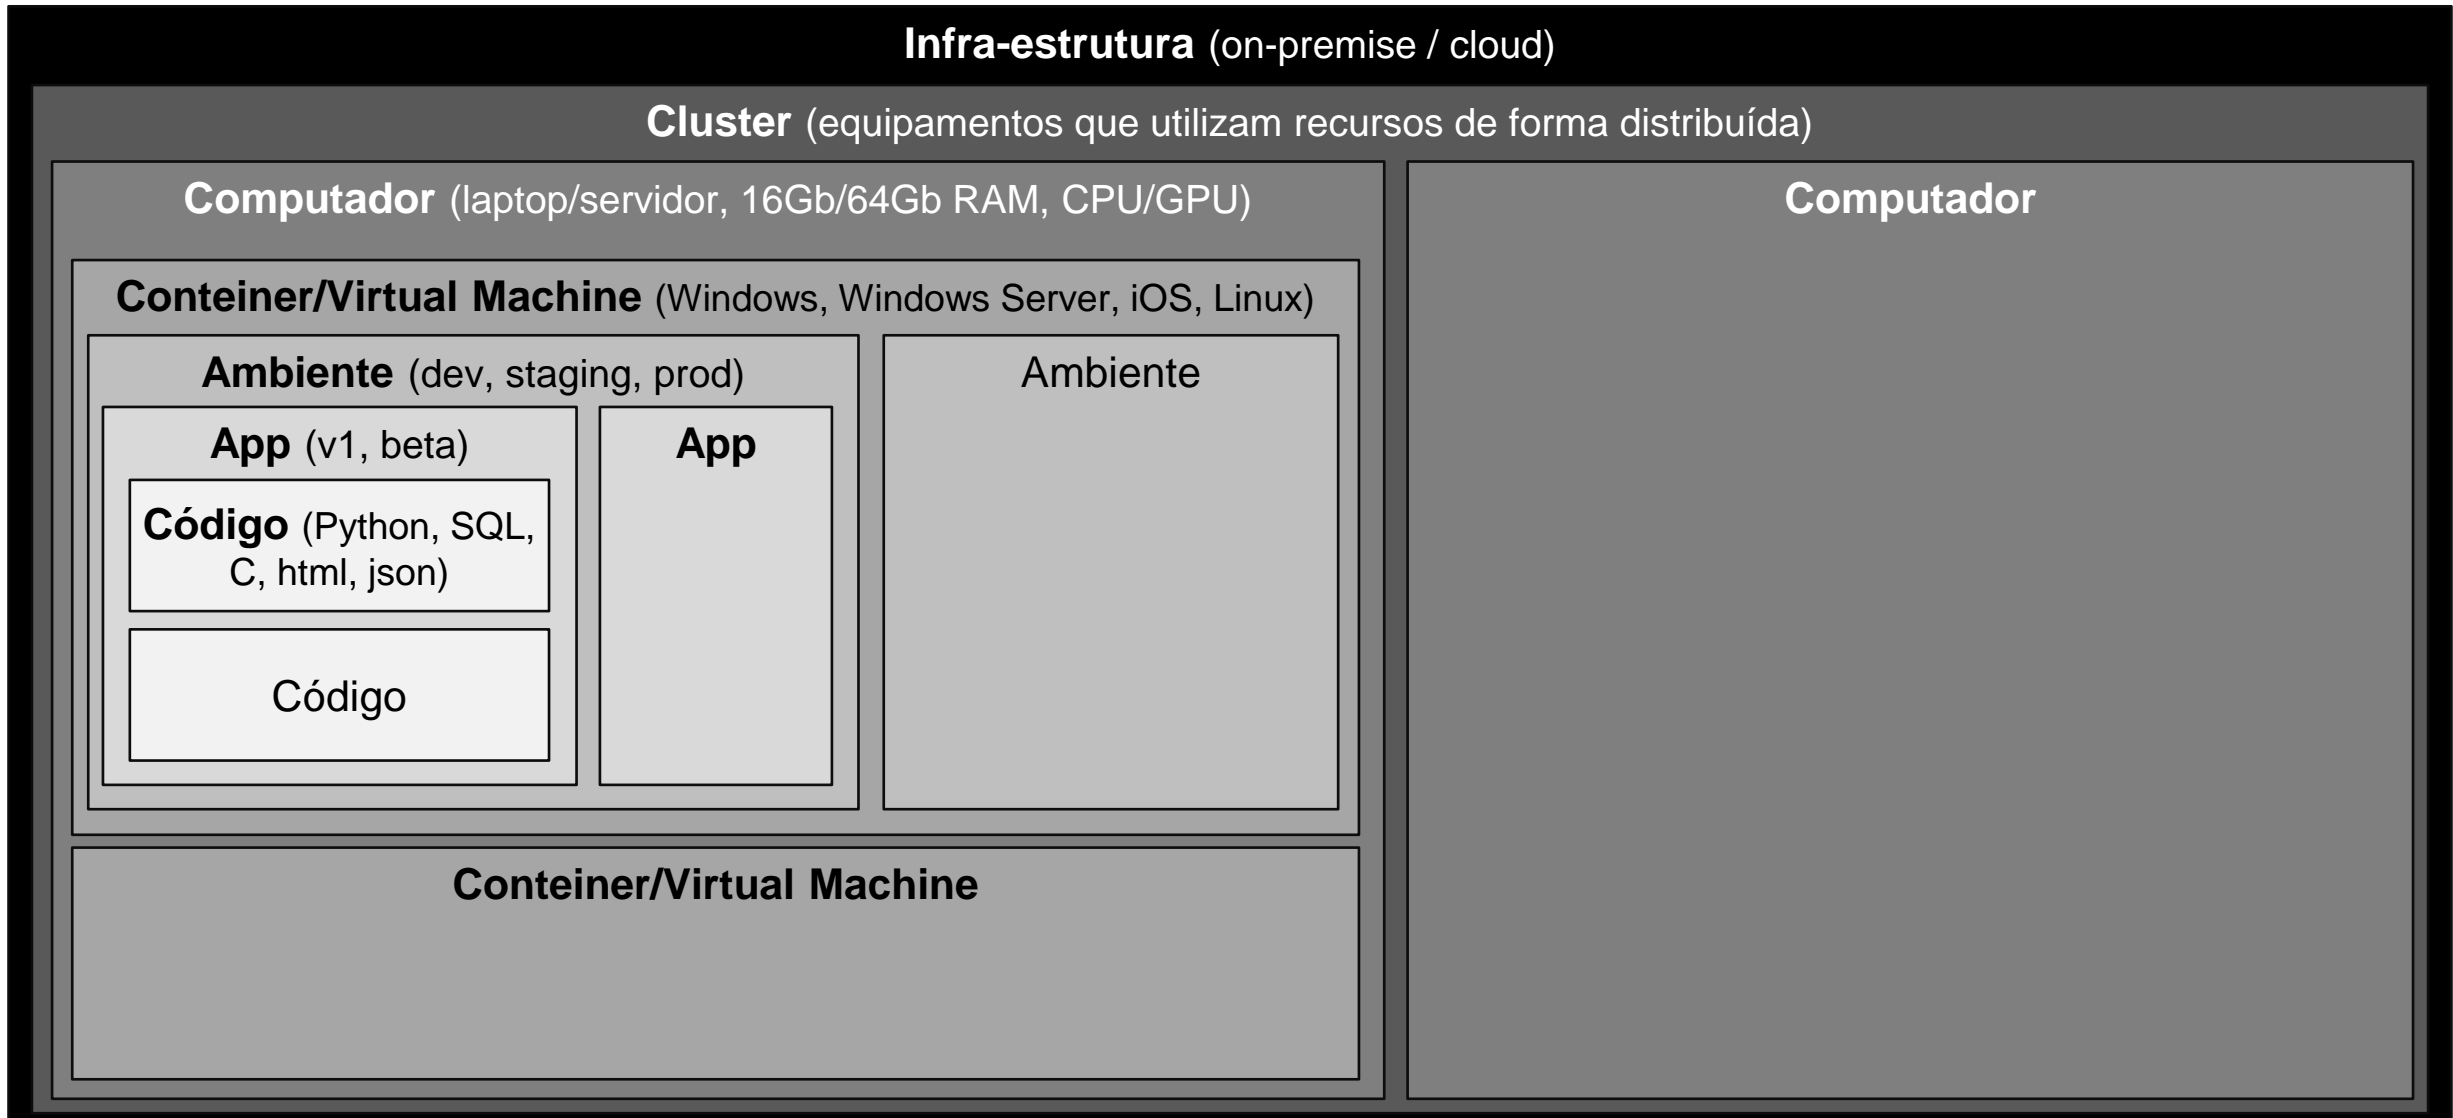 Infra-estrutura (on-premise / cloud)
Cluster (equipamentos que utilizam recursos de forma distribuída)
Computador (laptop/servidor, 16Gb/64Gb RAM, CPU/GPU)
Computador
Conteiner/Virtual Machine (Windows, Windows Server, iOS, Linux)
Ambiente (dev, staging, prod)
Ambiente
App (v1, beta)
App
Código (Python, SQL,
C, html, json)
Código
Conteiner/Virtual Machine